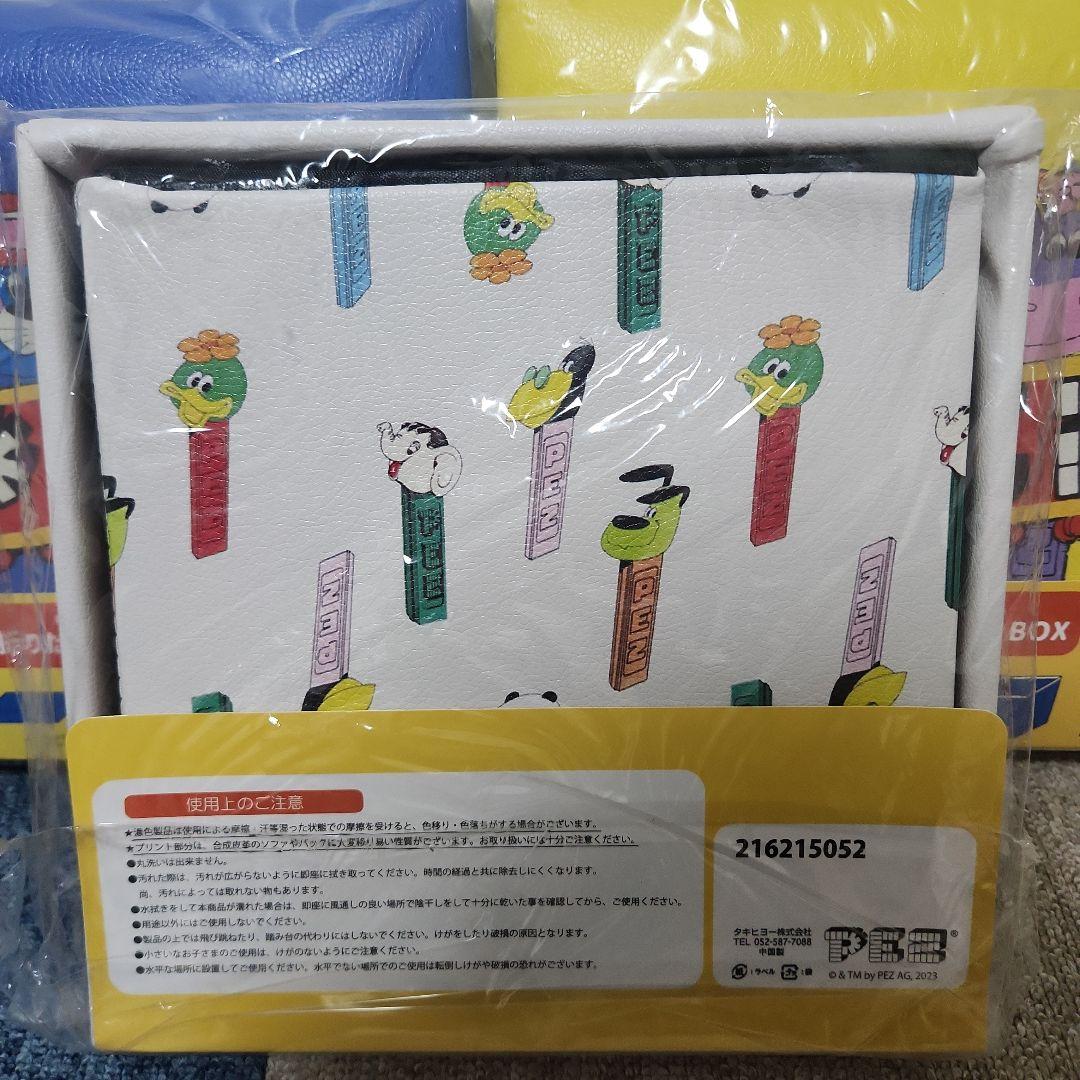 PEZ
PEZ
PEZ
PEZ
PEZ
PEZ
PEZ
PEZ
PEZ
PEZ
PEZ
BOX
使用上のご注意
★濃色製品は使用による摩擦・汗等湿った状態での摩擦を受けると、色移り・色落ちがする場合がございます。
★プリント部分は、合成皮革のソファやバッグに大変移り易い性質がございます。お取り扱いには十分ご注意ください。
●丸洗いは出来ません。
●汚れた際は、汚れが広がらないように即座に拭き取ってください。時間の経過と共に除去しにくくなります。
尚、汚れによっては取れない物もあります。
●水拭きをして本商品が濡れた場合は、即座に風通しの良い場所で陰干しをして十分に乾いた事を確認してから、ご使用ください。
●用途以外にはご使用しないでください。
●製品の上では飛び跳ねたり、踏み台の代わりにはしないでください。けがをしたり破損の原因となります。
●小さいなお子さまのご使用は、けがのないようにご注意ください。
●水平な場所に設置してご使用ください。水平でない場所でのご使用は転倒しけがや破損の恐れがございます。
216215052
タキヒヨー株式会社
TEL 052-587-7088
中国製
紙:ラベル プラ:袋
PEZ®
© & TM by PEZ AG, 2023